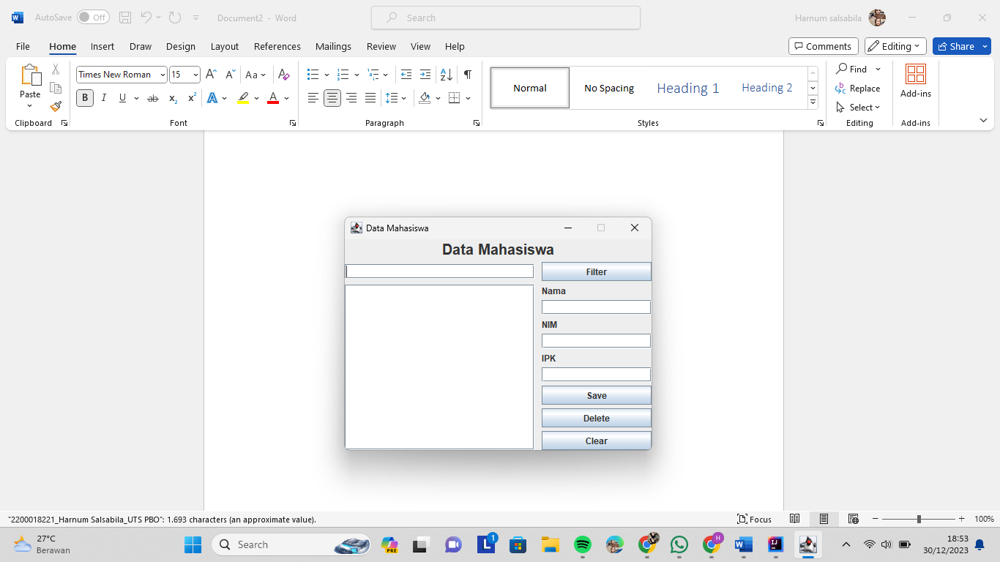 AutoSave Off Document2 - Word Search Harnum salsabila
File Home Insert Draw Design Layout References Mailings Review View Help Comments Editing Share
Paste Times New Roman 15 Aa Normal No Spacing Heading 1 Heading 2 Find Replace Select Add-ins
Clipboard Font Paragraph Styles Editing Add-ins
Data Mahasiswa
Data Mahasiswa
Filter
Nama
NIM
IPK
Save
Delete
Clear
"2200018221_Harnum Salsabila_UTS PBO": 1.693 characters (an approximate value). Focus 100%
27°C
Berawan
Search
PRE
1
H
18:53
30/12/2023